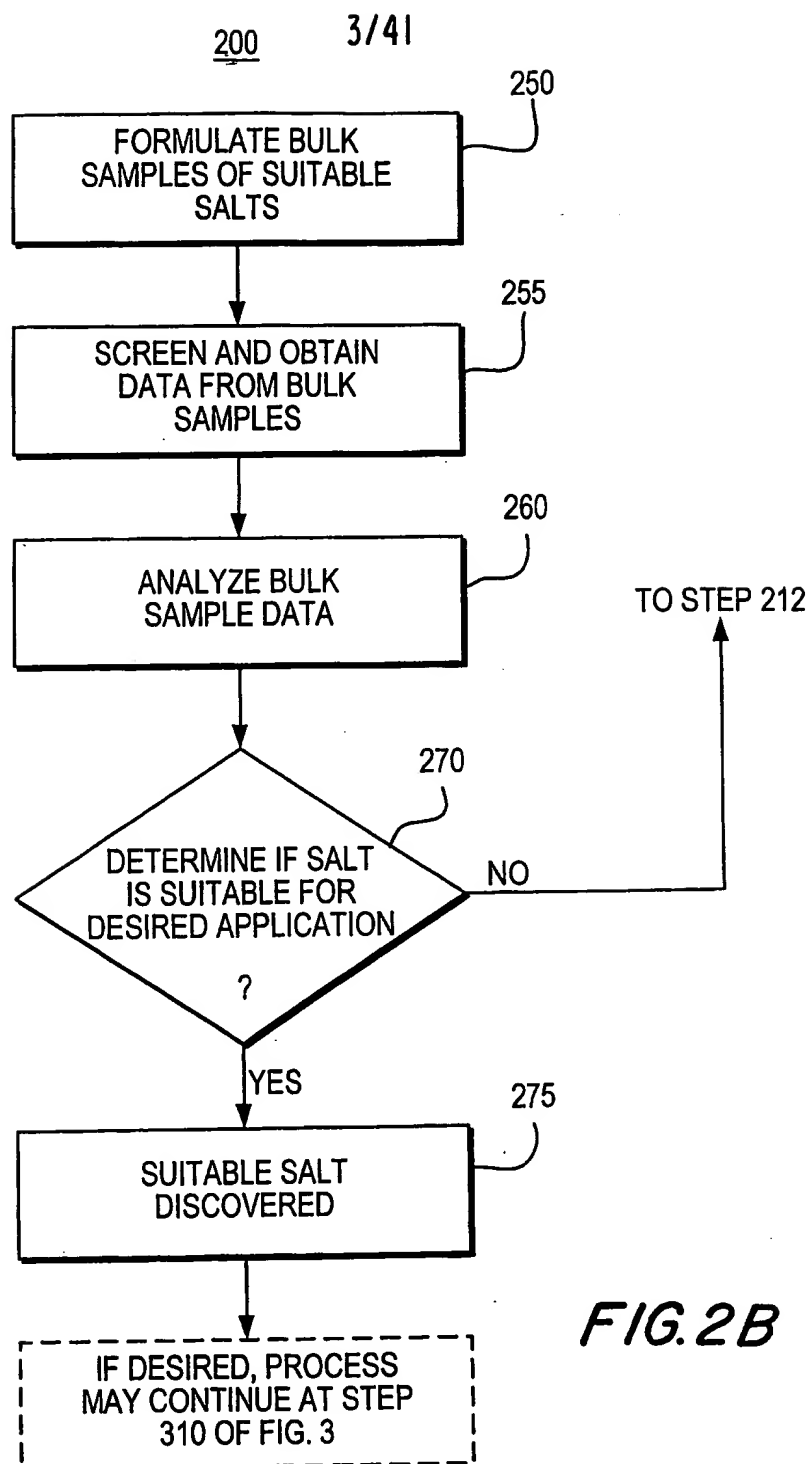 200
3/41
250
FORMULATE BULK
SAMPLES OF SUITABLE
SALTS
255
SCREEN AND OBTAIN
DATA FROM BULK
SAMPLES
260
ANALYZE BULK
SAMPLE DATA
TO STEP 212
270
DETERMINE IF SALT
IS SUITABLE FOR
DESIRED APPLICATION
?
NO
YES
275
SUITABLE SALT
DISCOVERED
IF DESIRED, PROCESS
MAY CONTINUE AT STEP
310 OF FIG. 3
FIG. 2B